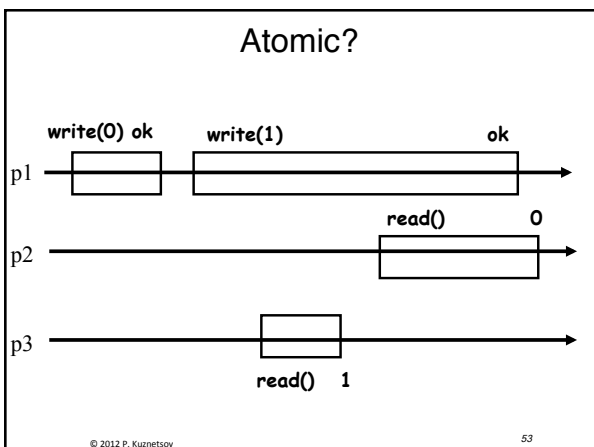 Atomic?
write(0) ok write(1) ok
p1
read() 0
p2
p3
read() 1
© 2012 P. Kuznetsov 53